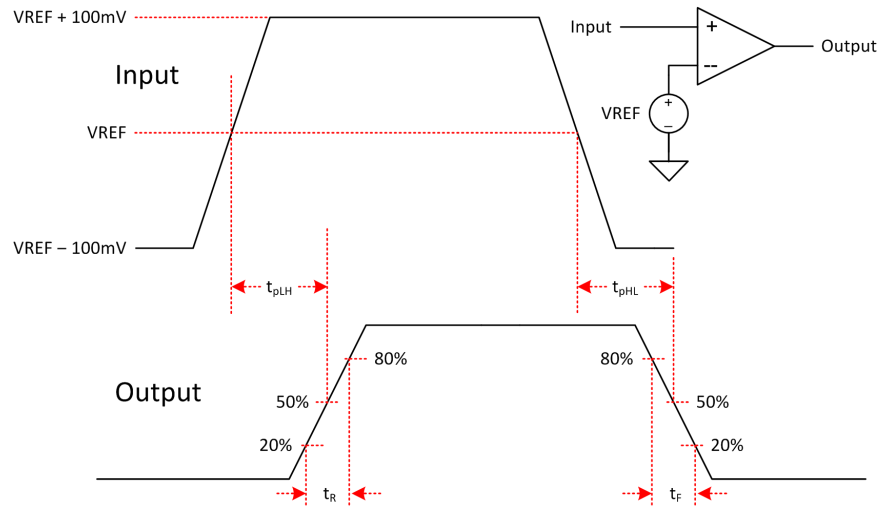 VREF + 100mV
Input
VREF
VREF – 100mV
Input
+
--
Output
VREF
+
–
tpLH
tpHL
Output
80%
50%
20%
tR
80%
50%
20%
tF